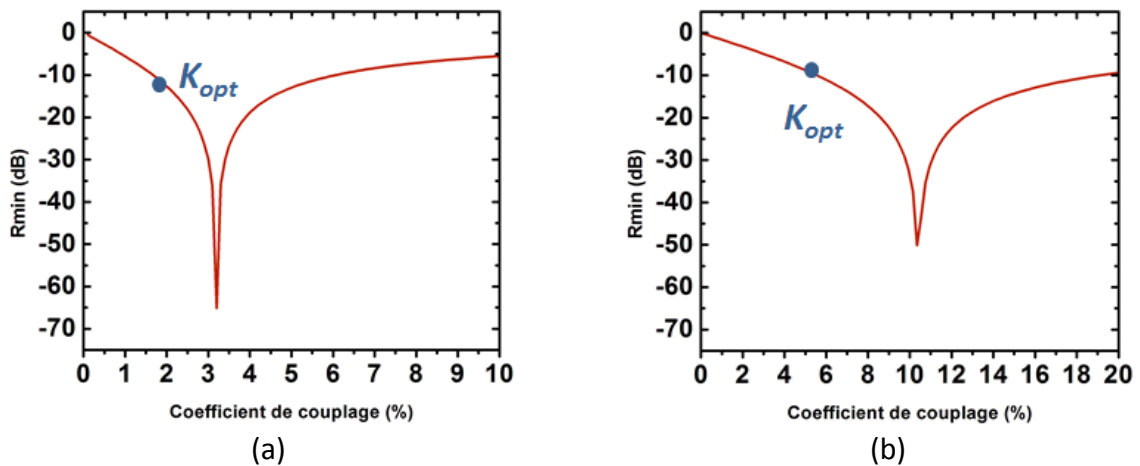 0
-10
-20
-30
-40
-50
-60
-70
Rmin (dB)
K_opt
0 1 2 3 4 5 6 7 8 9 10
Coefficient de couplage (%)
(a)
0
-10
-20
-30
-40
-50
-60
-70
Rmin (dB)
K_opt
0 2 4 6 8 10 12 14 16 18 20
Coefficient de couplage (%)
(b)